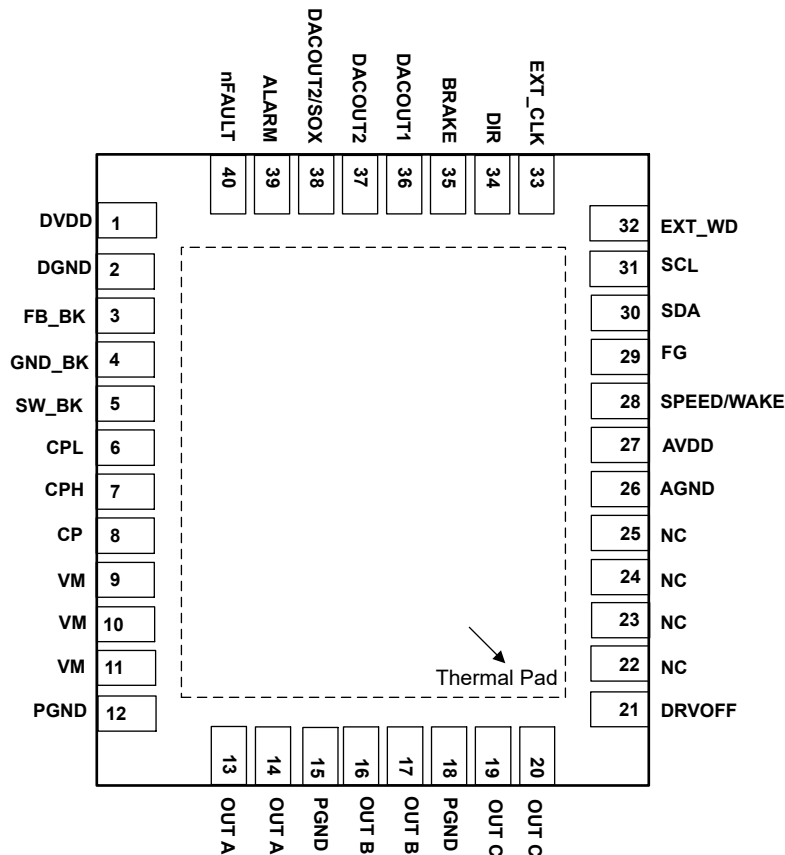 nFAULT
ALARM
DACOUT2/SOX
DACOUT2
DACOUT1
BRAKE
DIR
EXT_CLK
40
39
38
37
36
35
34
33
DVDD 1
DGND 2
FB_BK 3
GND_BK 4
SW_BK 5
CPL 6
CPH 7
CP 8
VM 9
VM 10
VM 11
PGND 12
32 EXT_WD
31 SCL
30 SDA
29 FG
28 SPEED/WAKE
27 AVDD
26 AGND
25 NC
24 NC
23 NC
22 NC
21 DRVOFF
Thermal Pad
13
14
15
16
17
18
19
20
OUT A
OUT A
PGND
OUT B
OUT B
PGND
OUT C
OUT C